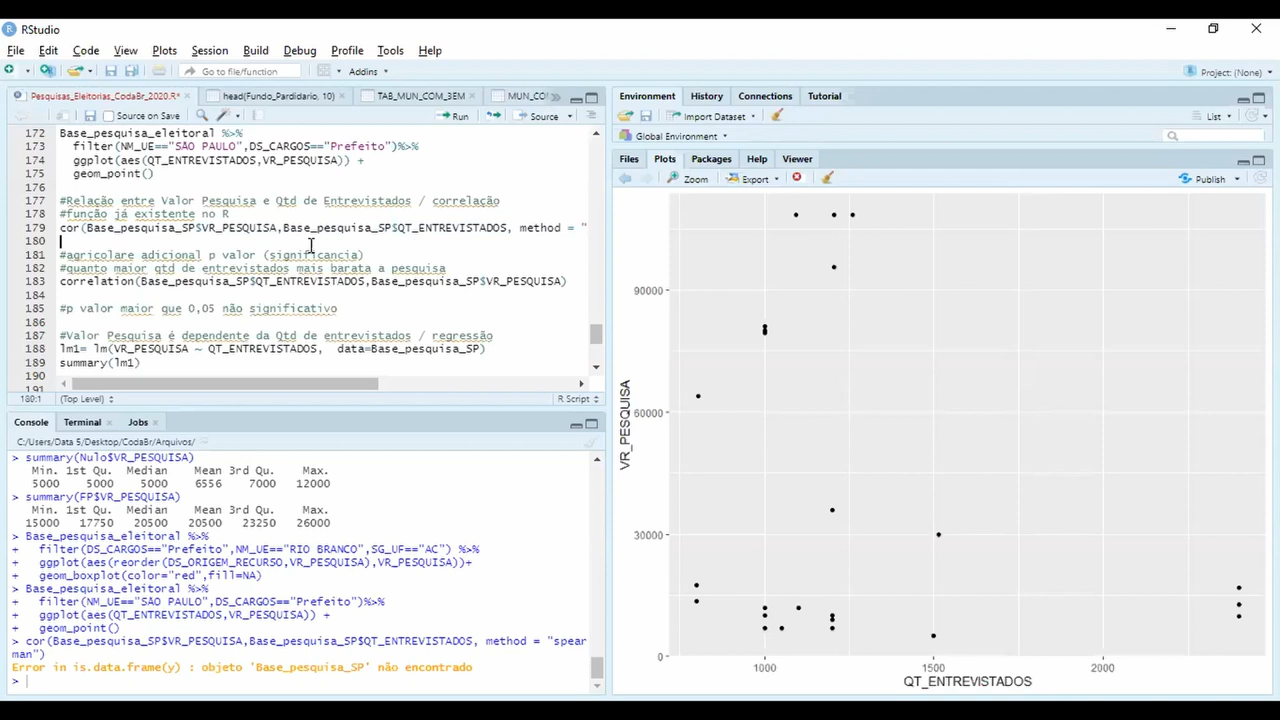 RStudio
File Edit Code View Plots Session Build Debug Profile Tools Help
Go to file/function Addins Project: (None)
Pesquisas_Eleitorias_CodaBr_2020.R* head(Fundo_Pardidario, 10) TAB_MUN_COM_3EM MUN_CO
Source on Save Run Source
172 Base_pesquisa_eleitoral %>%
173 filter(NM_UE=="SÃO PAULO",DS_CARGOS=="Prefeito")%>%
174 ggplot(aes(QT_ENTREVISTADOS,VR_PESQUISA)) +
175 geom_point()
176
177 #Relação entre Valor Pesquisa e Qtd de Entrevistados / correlação
178 #função já existente no R
179 cor(Base_pesquisa_SP$VR_PESQUISA,Base_pesquisa_SP$QT_ENTREVISTADOS, method = "
180
181 #agricolare adicional p valor (significancia)
182 #quanto maior qtd de entrevistados mais barata a pesquisa
183 correlation(Base_pesquisa_SP$QT_ENTREVISTADOS,Base_pesquisa_SP$VR_PESQUISA)
184
185 #p valor maior que 0,05 não significativo
186
187 #Valor Pesquisa é dependente da Qtd de entrevistados / regressão
188 lm1= lm(VR_PESQUISA ~ QT_ENTREVISTADOS, data=Base_pesquisa_SP)
189 summary(lm1)
190
191
180:1 (Top Level) R Script
Console Terminal Jobs
C:/Users/Data 5/Desktop/CodaBr/Arquivos/
> summary(Nulo$VR_PESQUISA)
Min. 1st Qu. Median Mean 3rd Qu. Max.
5000 5000 5000 6556 7000 12000
> summary(FP$VR_PESQUISA)
Min. 1st Qu. Median Mean 3rd Qu. Max.
15000 17750 20500 20500 23250 26000
> Base_pesquisa_eleitoral %>%
+ filter(DS_CARGOS=="Prefeito",NM_UE=="RIO BRANCO",SG_UF=="AC") %>%
+ ggplot(aes(reorder(DS_ORIGEM_RECURSO,VR_PESQUISA),VR_PESQUISA))+
+ geom_boxplot(color="red",fill=NA)
> Base_pesquisa_eleitoral %>%
+ filter(NM_UE=="SÃO PAULO",DS_CARGOS=="Prefeito")%>%
+ ggplot(aes(QT_ENTREVISTADOS,VR_PESQUISA)) +
+ geom_point()
> cor(Base_pesquisa_SP$VR_PESQUISA,Base_pesquisa_SP$QT_ENTREVISTADOS, method = "spear
man")
Error in is.data.frame(y) : objeto 'Base_pesquisa_SP' não encontrado
>
Environment History Connections Tutorial
Import Dataset List
Global Environment
Files Plots Packages Help Viewer
Zoom Export Publish
90000
60000
30000
0
VR_PESQUISA
1000 1500 2000
QT_ENTREVISTADOS